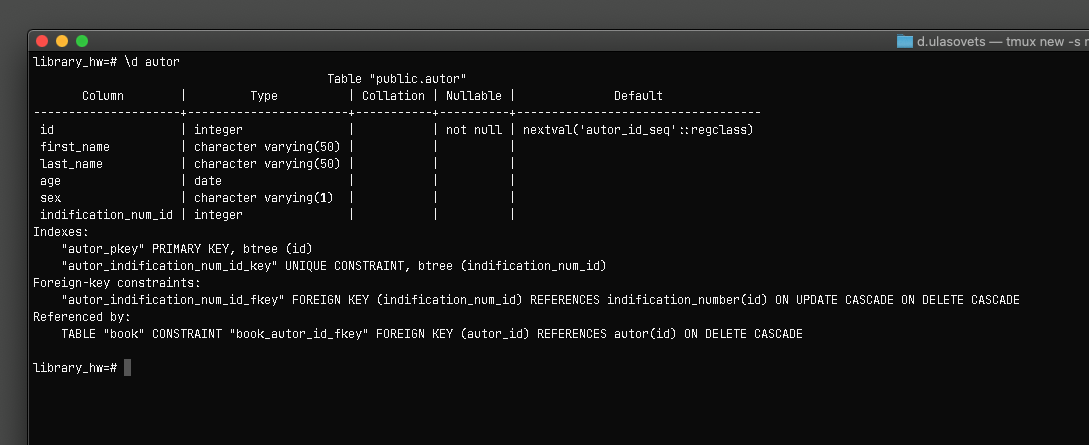 d.ulasovets — tmux new -s
library_hw=# \d autor
                                          Table "public.autor"
       Column        |         Type          | Collation | Nullable |              Default
---------------------+-----------------------+-----------+----------+-----------------------------------
 id                  | integer               |           | not null | nextval('autor_id_seq'::regclass)
 first_name          | character varying(50) |           |          |
 last_name           | character varying(50) |           |          |
 age                 | date                  |           |          |
 sex                 | character varying(1)  |           |          |
 indification_num_id | integer               |           |          |
Indexes:
    "autor_pkey" PRIMARY KEY, btree (id)
    "autor_indification_num_id_key" UNIQUE CONSTRAINT, btree (indification_num_id)
Foreign-key constraints:
    "autor_indification_num_id_fkey" FOREIGN KEY (indification_num_id) REFERENCES indification_number(id) ON UPDATE CASCADE ON DELETE CASCADE
Referenced by:
    TABLE "book" CONSTRAINT "book_autor_id_fkey" FOREIGN KEY (autor_id) REFERENCES autor(id) ON DELETE CASCADE
library_hw=#